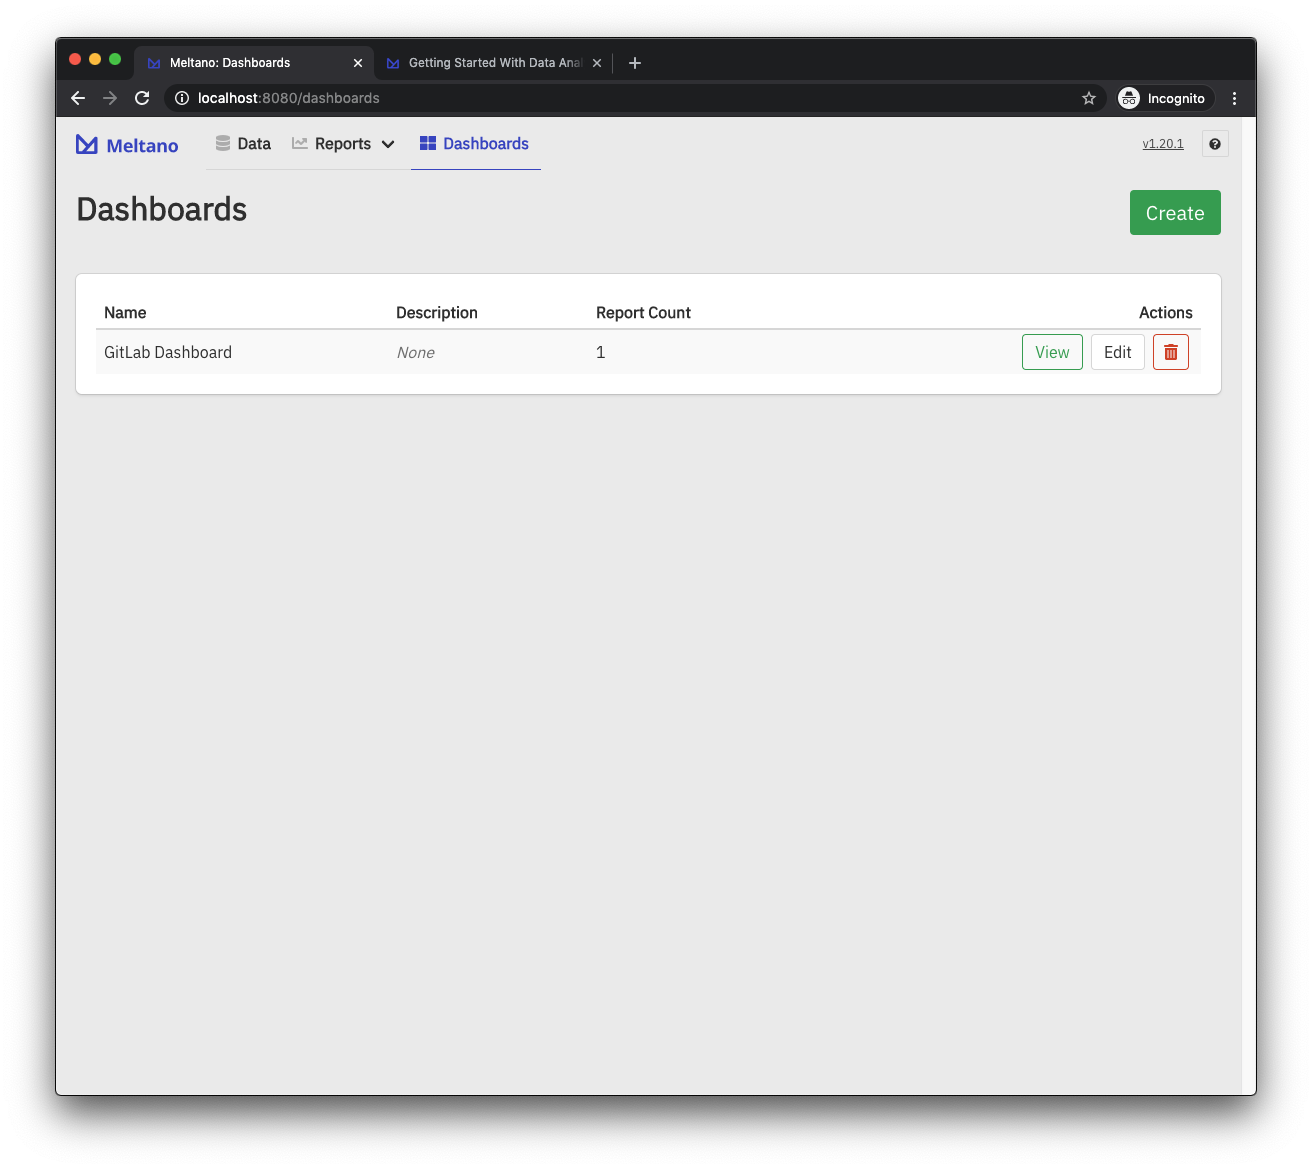 Meltano: Dashboards
Getting Started With Data Anal
localhost:8080/dashboards
Incognito
Meltano
Data
Reports
Dashboards
v1.20.1
Dashboards
Create
Name Description Report Count Actions
GitLab Dashboard None 1 View Edit